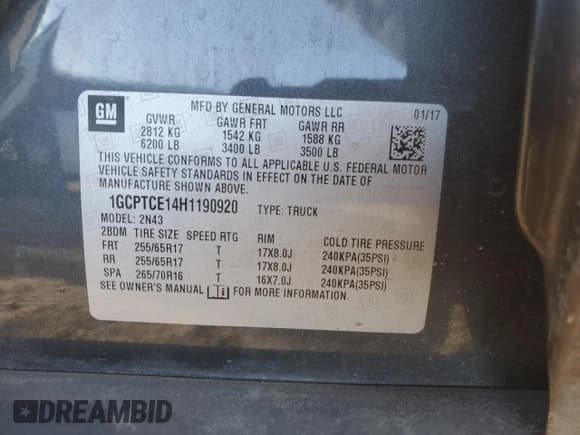 GM
MFD BY GENERAL MOTORS LLC 01/17
GVWR GAWR FRT GAWR RR
2812 KG 1542 KG 1588 KG
6200 LB 3400 LB 3500 LB
THIS VEHICLE CONFORMS TO ALL APPLICABLE U.S. FEDERAL MOTOR
VEHICLE SAFETY STANDARDS IN EFFECT ON THE DATE OF
MANUFACTURE SHOWN ABOVE.
1GCPTCE14H1190920 TYPE: TRUCK
MODEL: 2N43
2BDM TIRE SIZE SPEED RTG RIM COLD TIRE PRESSURE
FRT 255/65R17 T 17X8.0J 240KPA(35PSI)
RR 255/65R17 T 17X8.0J 240KPA(35PSI)
SPA 265/70R16 T 16X7.0J 240KPA(35PSI)
SEE OWNER'S MANUAL FOR MORE INFORMATION.
DREAMBID